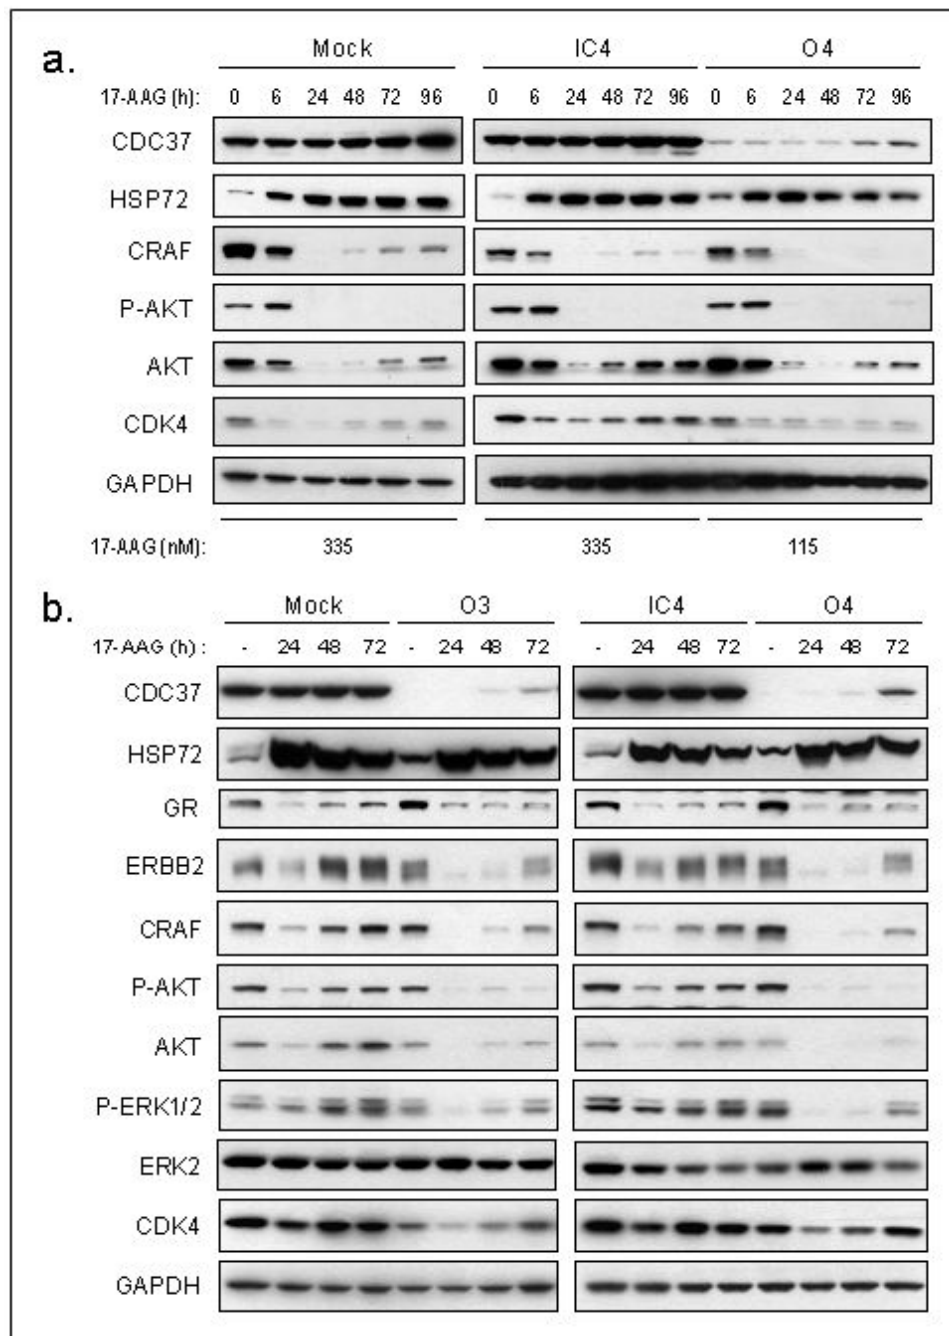 a.
Mock IC4 O4
17-AAG (h): 0 6 24 48 72 96 0 6 24 48 72 96 0 6 24 48 72 96
CDC37
HSP72
CRAF
P-AKT
AKT
CDK4
GAPDH
17-AAG (nM): 335 335 115
b.
Mock O3 IC4 O4
17-AAG (h) : - 24 48 72 - 24 48 72 - 24 48 72 - 24 48 72
CDC37
HSP72
GR
ERBB2
CRAF
P-AKT
AKT
P-ERK1/2
ERK2
CDK4
GAPDH